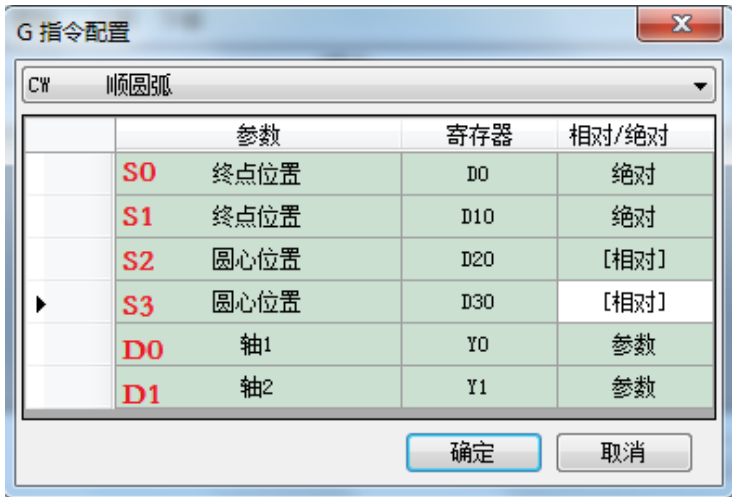 G 指令配置
CW 顺圆弧
参数 寄存器 相对/绝对
S0 终点位置 D0 绝对
S1 终点位置 D10 绝对
S2 圆心位置 D20 [相对]
S3 圆心位置 D30 [相对]
D0 轴1 Y0 参数
D1 轴2 Y1 参数
确定 取消